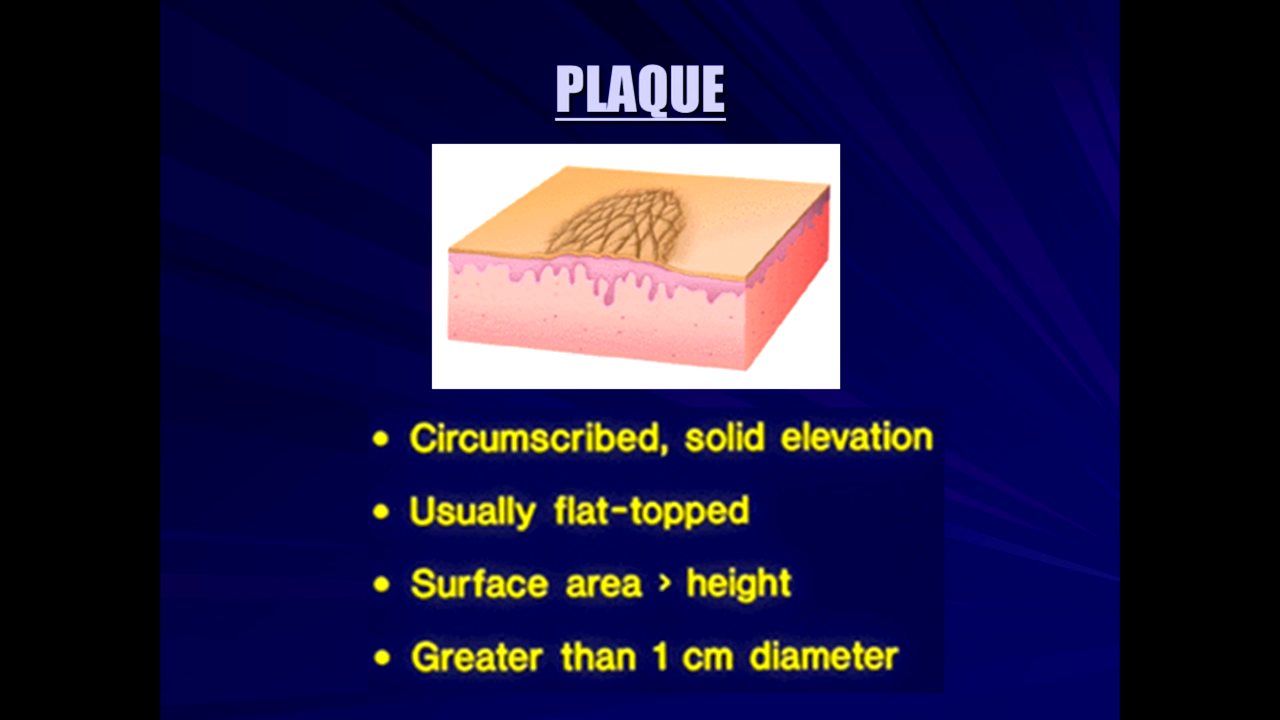 PLAQUE
• Circumscribed, solid elevation
• Usually flat-topped
• Surface area > height
• Greater than 1 cm diameter